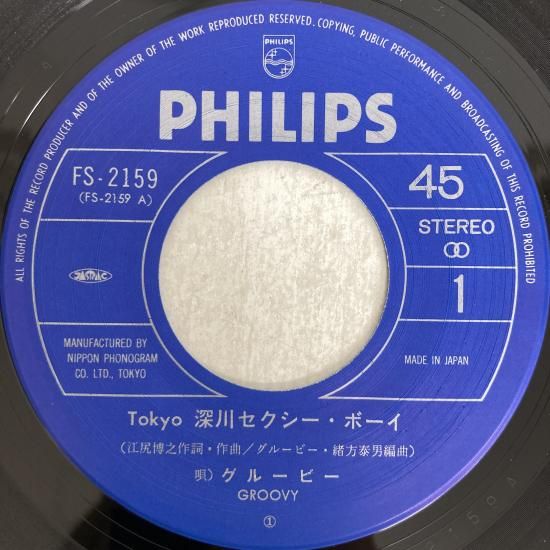 ALL RIGHTS OF THE RECORD PRODUCER AND OF THE OWNER OF THE WORK REPRODUCED RESERVED. COPYING, PUBLIC PERFORMANCE AND BROADCASTING OF THIS RECORD PROHIBITED
PHILIPS
PHILIPS
FS-2159
(FS-2159 A)
45
STEREO
JASRAC
1
MANUFACTURED BY
NIPPON PHONOGRAM
CO. LTD., TOKYO
MADE IN JAPAN
Tokyo 深川セクシー・ボーイ
(江尻博之作詞・作曲/グルービー・緒方泰男編曲)
唄) グルービー
GROOVY
①